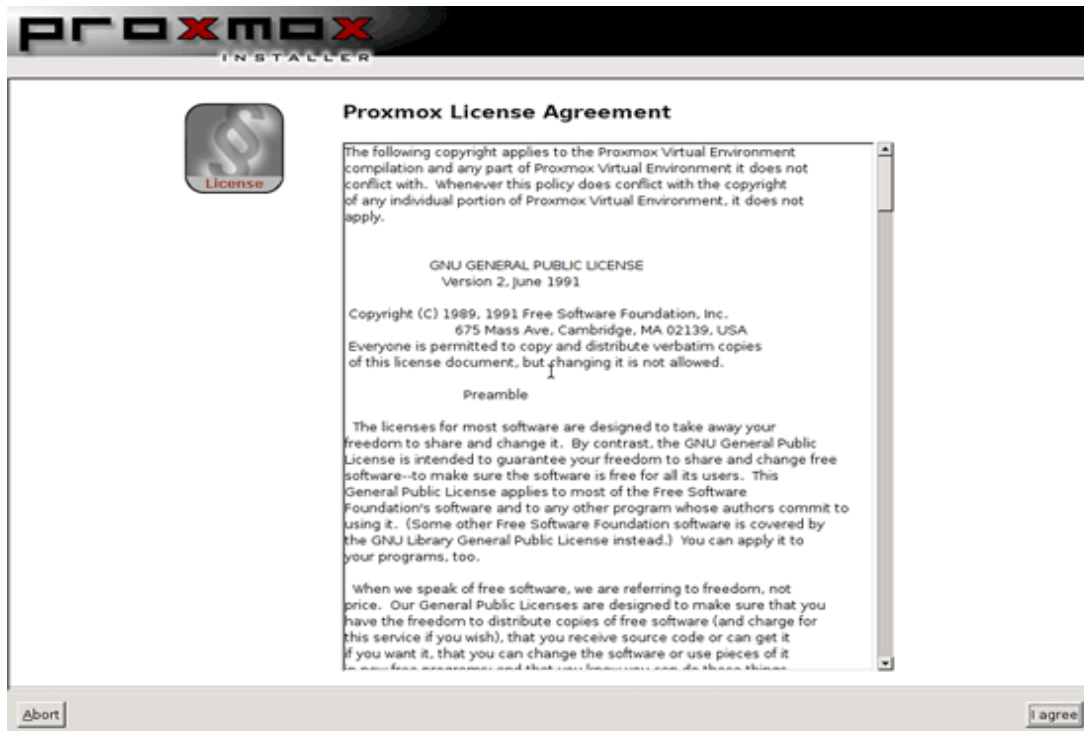 proxmox
INSTALLER
License
Proxmox License Agreement
The following copyright applies to the Proxmox Virtual Environment
compilation and any part of Proxmox Virtual Environment it does not
conflict with. Whenever this policy does conflict with the copyright
of any individual portion of Proxmox Virtual Environment, it does not
apply.
GNU GENERAL PUBLIC LICENSE
Version 2, June 1991
Copyright (C) 1989, 1991 Free Software Foundation, Inc.
675 Mass Ave, Cambridge, MA 02139, USA
Everyone is permitted to copy and distribute verbatim copies
of this license document, but changing it is not allowed.
Preamble
The licenses for most software are designed to take away your
freedom to share and change it. By contrast, the GNU General Public
License is intended to guarantee your freedom to share and change free
software--to make sure the software is free for all its users. This
General Public License applies to most of the Free Software
Foundation's software and to any other program whose authors commit to
using it. (Some other Free Software Foundation software is covered by
the GNU Library General Public License instead.) You can apply it to
your programs, too.
When we speak of free software, we are referring to freedom, not
price. Our General Public Licenses are designed to make sure that you
have the freedom to distribute copies of free software (and charge for
this service if you wish), that you receive source code or can get it
if you want it, that you can change the software or use pieces of it
in new free programs; and that you know you can do these things
Abort
I agree